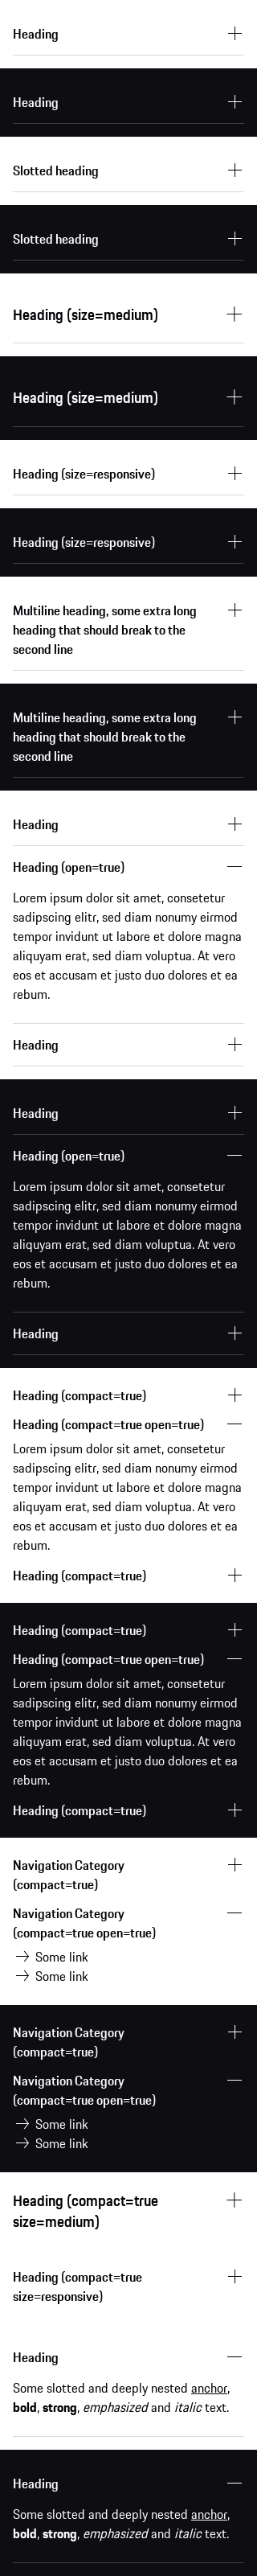 Heading
Heading
Slotted heading
Slotted heading
Heading (size=medium)
Heading (size=medium)
Heading (size=responsive)
Heading (size=responsive)
Multiline heading, some extra long
heading that should break to the
second line
Multiline heading, some extra long
heading that should break to the
second line
Heading
Heading (open=true)
Lorem ipsum dolor sit amet, consetetur
sadipscing elitr, sed diam nonumy eirmod
tempor invidunt ut labore et dolore magna
aliquyam erat, sed diam voluptua. At vero
eos et accusam et justo duo dolores et ea
rebum.
Heading
Heading
Heading (open=true)
Lorem ipsum dolor sit amet, consetetur
sadipscing elitr, sed diam nonumy eirmod
tempor invidunt ut labore et dolore magna
aliquyam erat, sed diam voluptua. At vero
eos et accusam et justo duo dolores et ea
rebum.
Heading
Heading (compact=true)
Heading (compact=true open=true)
Lorem ipsum dolor sit amet, consetetur
sadipscing elitr, sed diam nonumy eirmod
tempor invidunt ut labore et dolore magna
aliquyam erat, sed diam voluptua. At vero
eos et accusam et justo duo dolores et ea
rebum.
Heading (compact=true)
Heading (compact=true)
Heading (compact=true open=true)
Lorem ipsum dolor sit amet, consetetur
sadipscing elitr, sed diam nonumy eirmod
tempor invidunt ut labore et dolore magna
aliquyam erat, sed diam voluptua. At vero
eos et accusam et justo duo dolores et ea
rebum.
Heading (compact=true)
Navigation Category
(compact=true)
Navigation Category
(compact=true open=true)
Some link
Some link
Navigation Category
(compact=true)
Navigation Category
(compact=true open=true)
Some link
Some link
Heading (compact=true
size=medium)
Heading (compact=true
size=responsive)
Heading
Some slotted and deeply nested anchor,
bold, strong, emphasized and italic text.
Heading
Some slotted and deeply nested anchor,
bold, strong, emphasized and italic text.